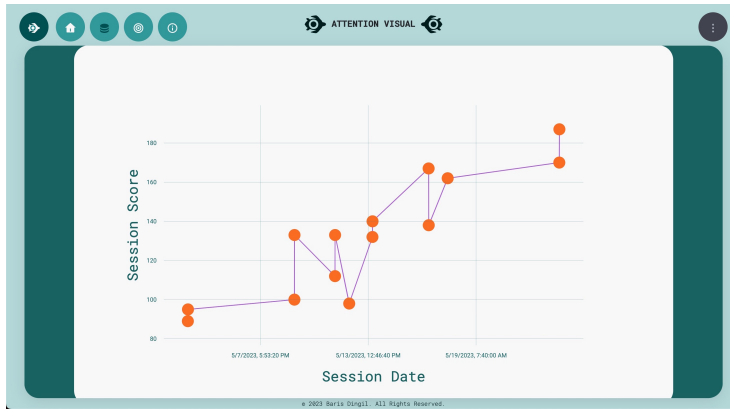 ATTENTION VISUAL
Session Score
180
160
140
120
100
80
5/7/2023, 5:53:20 PM
5/13/2023, 12:46:40 PM
5/19/2023, 7:40:00 AM
Session Date
© 2023 Baris Dingil. All Rights Reserved.